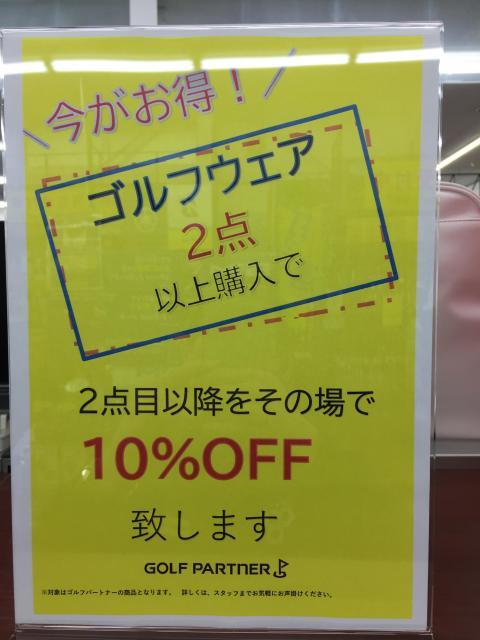 \今がお得!/
ゴルフウェア
2点
以上購入で
2点目以降をその場で
10%OFF
致します
GOLF PARTNER
※対象はゴルフパートナーの商品となります。 詳しくは、スタッフまでお気軽にお声掛けください。